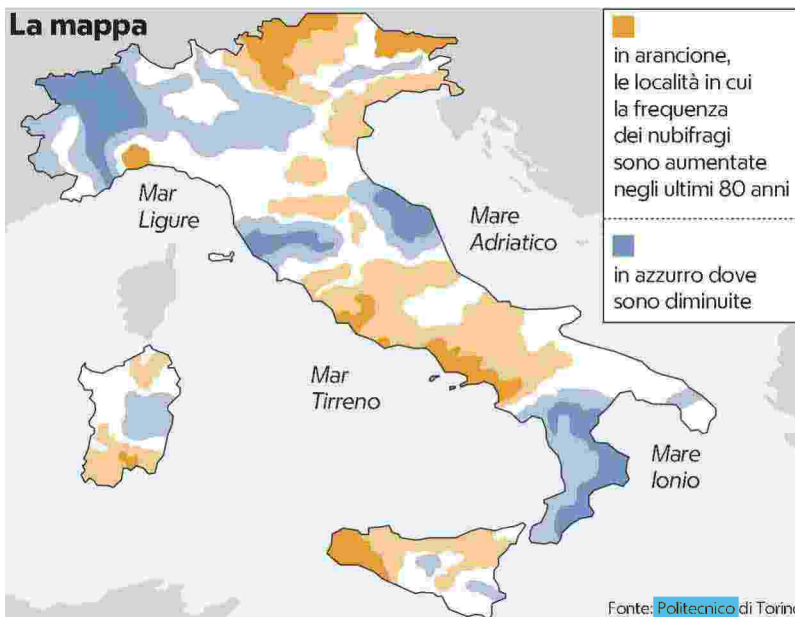 La mappa
in arancione,
le località in cui
la frequenza
dei nubifragi
sono aumentate
negli ultimi 80 anni
in azzurro dove
sono diminuite
Mar
Ligure
Mare
Adriatico
Mar
Tirreno
Mare
Ionio
Fonte: Politecnico di Torino